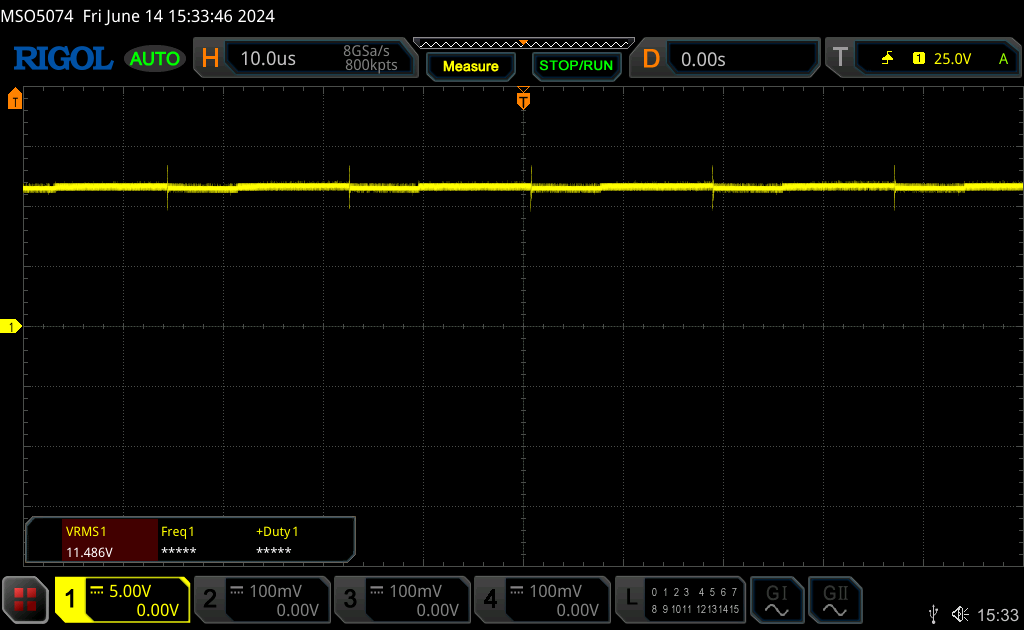 MSO5074 Fri June 14 15:33:46 2024
RIGOL AUTO H 10.0us 8GSa/s 800kpts Measure STOP/RUN D 0.00s T 1 25.0V A
T T
1
VRMS1 Freq1 +Duty1
11.486V ***** *****
1 5.00V 0.00V 2 100mV 0.00V 3 100mV 0.00V 4 100mV 0.00V L 0 1 2 3 4 5 6 7 8 9 10 11 12 13 14 15 GI GII
15:33